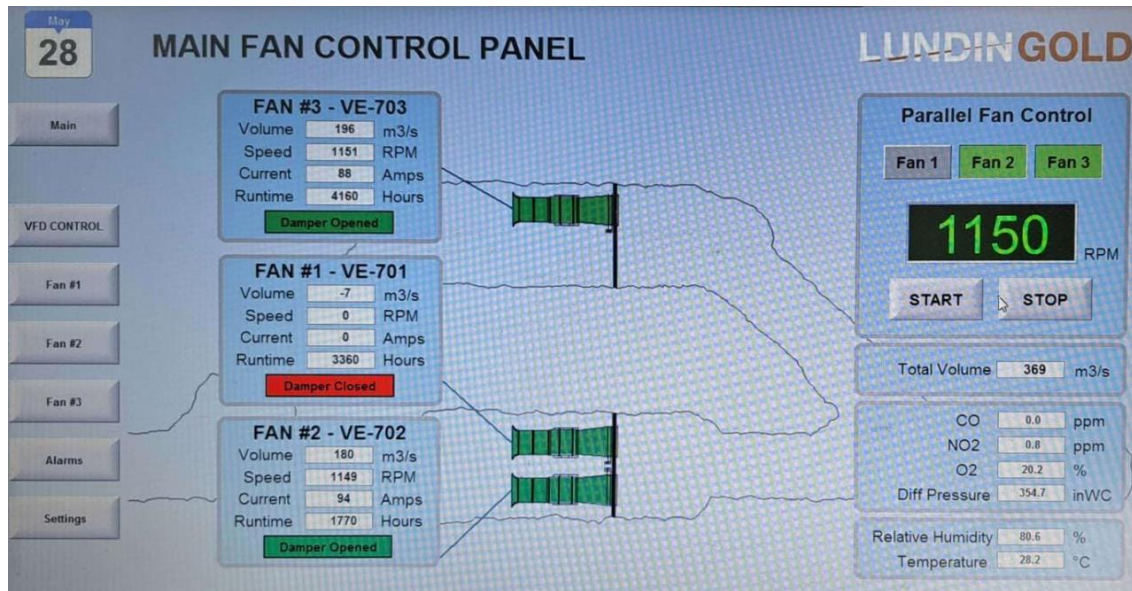 May
28
MAIN FAN CONTROL PANEL
LUNDINGOLD
Main
VFD CONTROL
Fan #1
Fan #2
Fan #3
Alarms
Settings
FAN #3 - VE-703
Volume 196 m3/s
Speed 1151 RPM
Current 88 Amps
Runtime 4160 Hours
Damper Opened
FAN #1 - VE-701
Volume -7 m3/s
Speed 0 RPM
Current 0 Amps
Runtime 3360 Hours
Damper Closed
FAN #2 - VE-702
Volume 180 m3/s
Speed 1149 RPM
Current 94 Amps
Runtime 1770 Hours
Damper Opened
Parallel Fan Control
Fan 1 Fan 2 Fan 3
1150 RPM
START STOP
Total Volume 369 m3/s
CO 0.0 ppm
NO2 0.8 ppm
O2 20.2 %
Diff Pressure 354.7 inWC
Relative Humidity 80.6 %
Temperature 28.2 °C